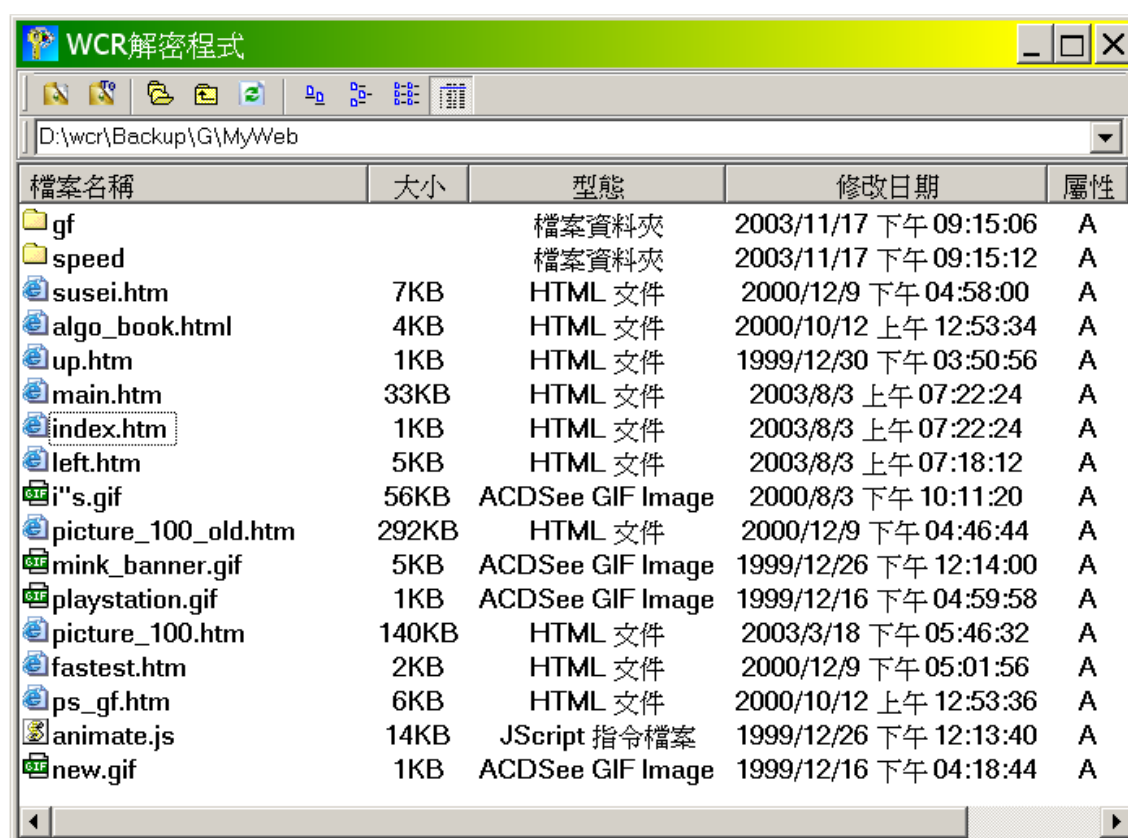 WCR解密程式
D:\wcr\Backup\G\MyWeb
檔案名稱 大小 型態 修改日期 屬性
gf 檔案資料夾 2003/11/17 下午 09:15:06 A
speed 檔案資料夾 2003/11/17 下午 09:15:12 A
susei.htm 7KB HTML 文件 2000/12/9 下午 04:58:00 A
algo_book.html 4KB HTML 文件 2000/10/12 上午 12:53:34 A
up.htm 1KB HTML 文件 1999/12/30 下午 03:50:56 A
main.htm 33KB HTML 文件 2003/8/3 上午 07:22:24 A
index.htm 1KB HTML 文件 2003/8/3 上午 07:22:24 A
left.htm 5KB HTML 文件 2003/8/3 上午 07:18:12 A
i"s.gif 56KB ACDSee GIF Image 2000/8/3 下午 10:11:20 A
picture_100_old.htm 292KB HTML 文件 2000/12/9 下午 04:46:44 A
mink_banner.gif 5KB ACDSee GIF Image 1999/12/26 下午 12:14:00 A
playstation.gif 1KB ACDSee GIF Image 1999/12/16 下午 04:59:58 A
picture_100.htm 140KB HTML 文件 2003/3/18 下午 05:46:32 A
fastest.htm 2KB HTML 文件 2000/12/9 下午 05:01:56 A
ps_gf.htm 6KB HTML 文件 2000/10/12 上午 12:53:36 A
animate.js 14KB JScript 指令檔案 1999/12/26 下午 12:13:40 A
new.gif 1KB ACDSee GIF Image 1999/12/16 下午 04:18:44 A